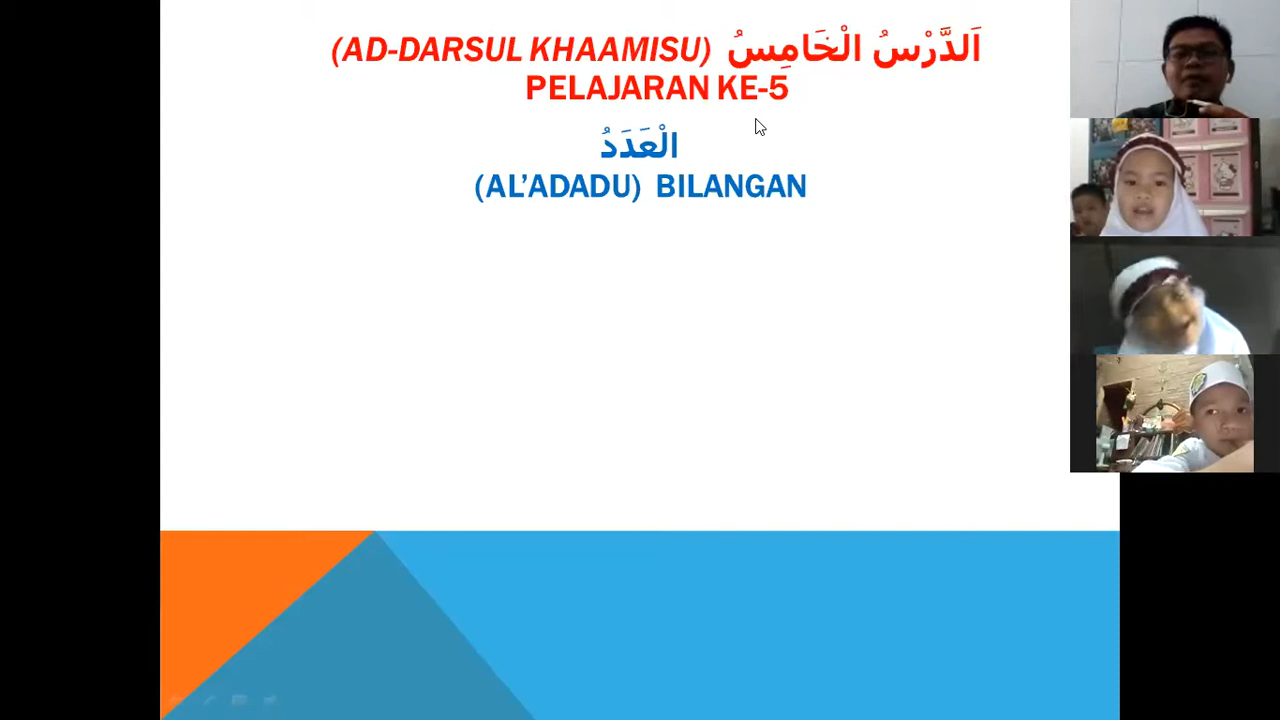 (AD-DARSUL KHAAMISU) اَلدَّرْسُ الْخَامِسُ
PELAJARAN KE-5
الْعَدَدُ
(AL’ADADU) BILANGAN